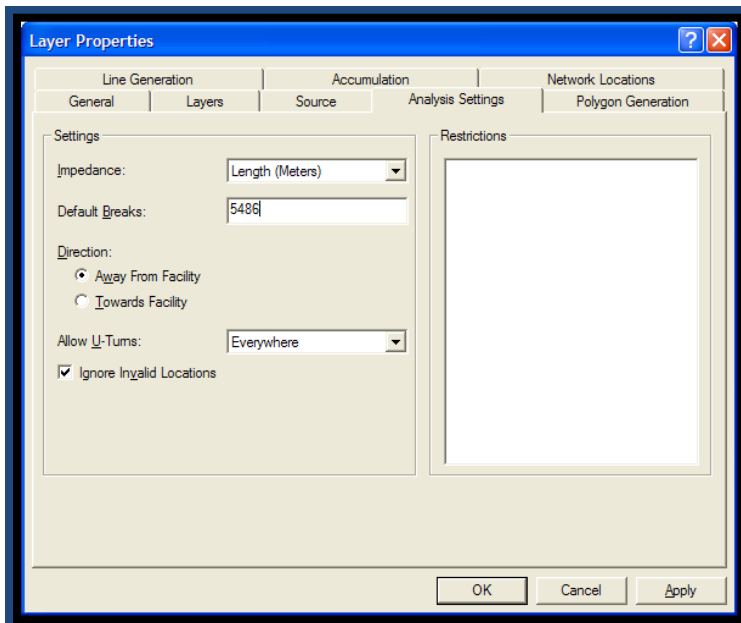 Layer Properties
Line Generation Accumulation Network Locations
General Layers Source Analysis Settings Polygon Generation
Settings
Impedance: Length (Meters)
Default Breaks: 5486
Direction:
Away From Facility
Towards Facility
Allow U-Turns: Everywhere
Ignore Invalid Locations
Restrictions
OK Cancel Apply